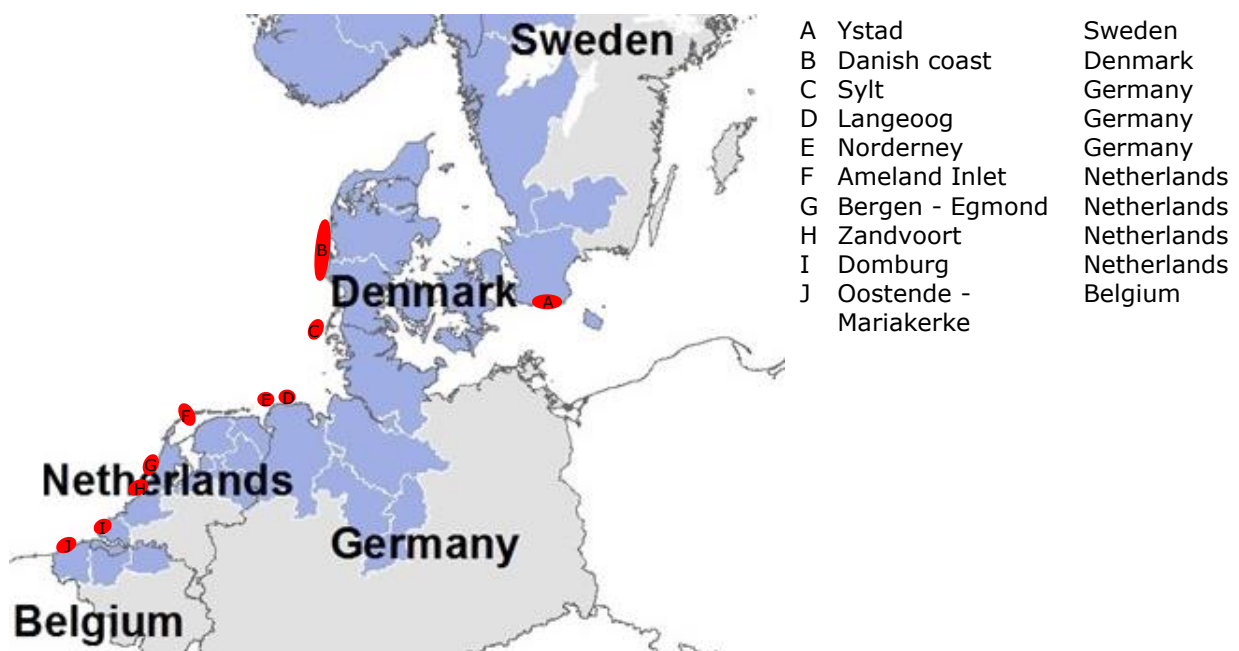 Sweden
Denmark
Netherlands
Germany
Belgium
A
B
C
D
E
F
G
H
I
J
A Ystad Sweden
B Danish coast Denmark
C Sylt Germany
D Langeoog Germany
E Norderney Germany
F Ameland Inlet Netherlands
G Bergen - Egmond Netherlands
H Zandvoort Netherlands
I Domburg Netherlands
J Oostende - Belgium
Mariakerke